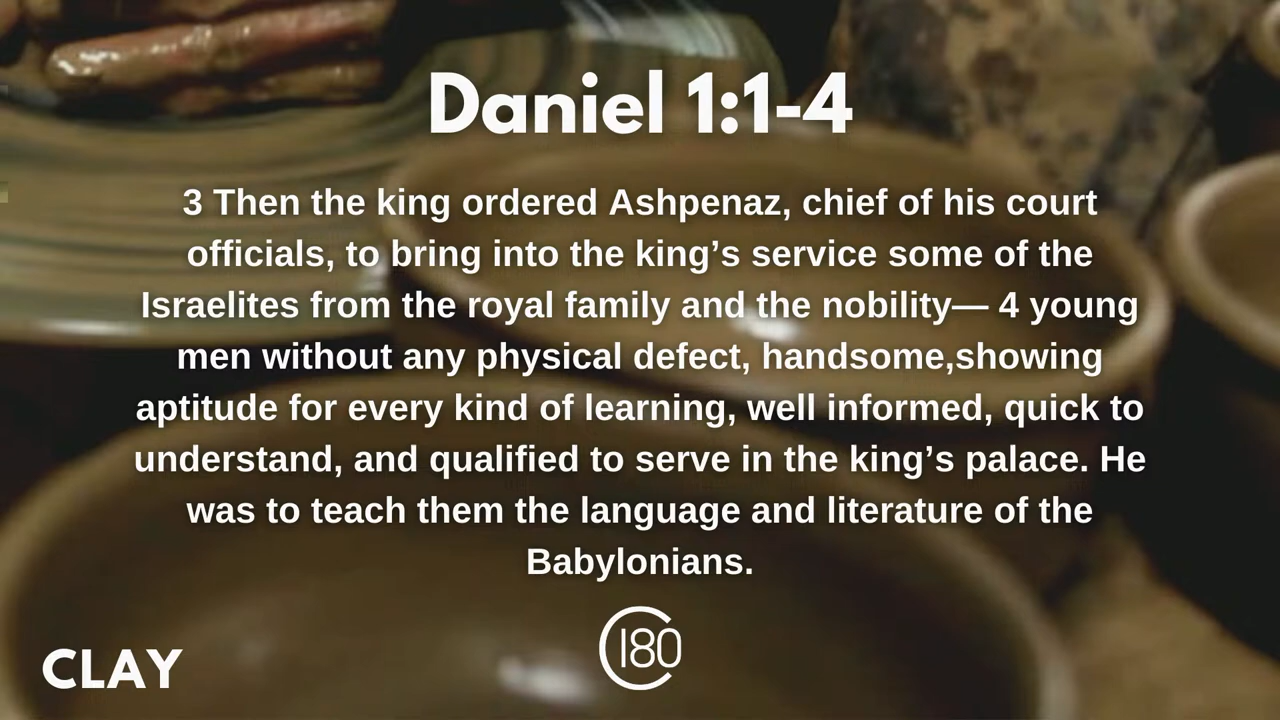 Daniel 1:1-4
3 Then the king ordered Ashpenaz, chief of his court
officials, to bring into the king’s service some of the
Israelites from the royal family and the nobility— 4 young
men without any physical defect, handsome,showing
aptitude for every kind of learning, well informed, quick to
understand, and qualified to serve in the king’s palace. He
was to teach them the language and literature of the
Babylonians.
C180
CLAY